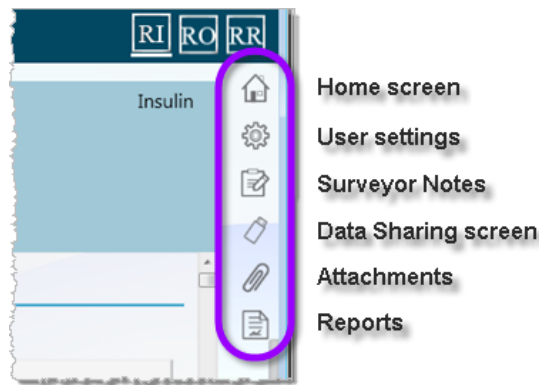 RI RO RR
Insulin
Home screen
User settings
Surveyor Notes
Data Sharing screen
Attachments
Reports